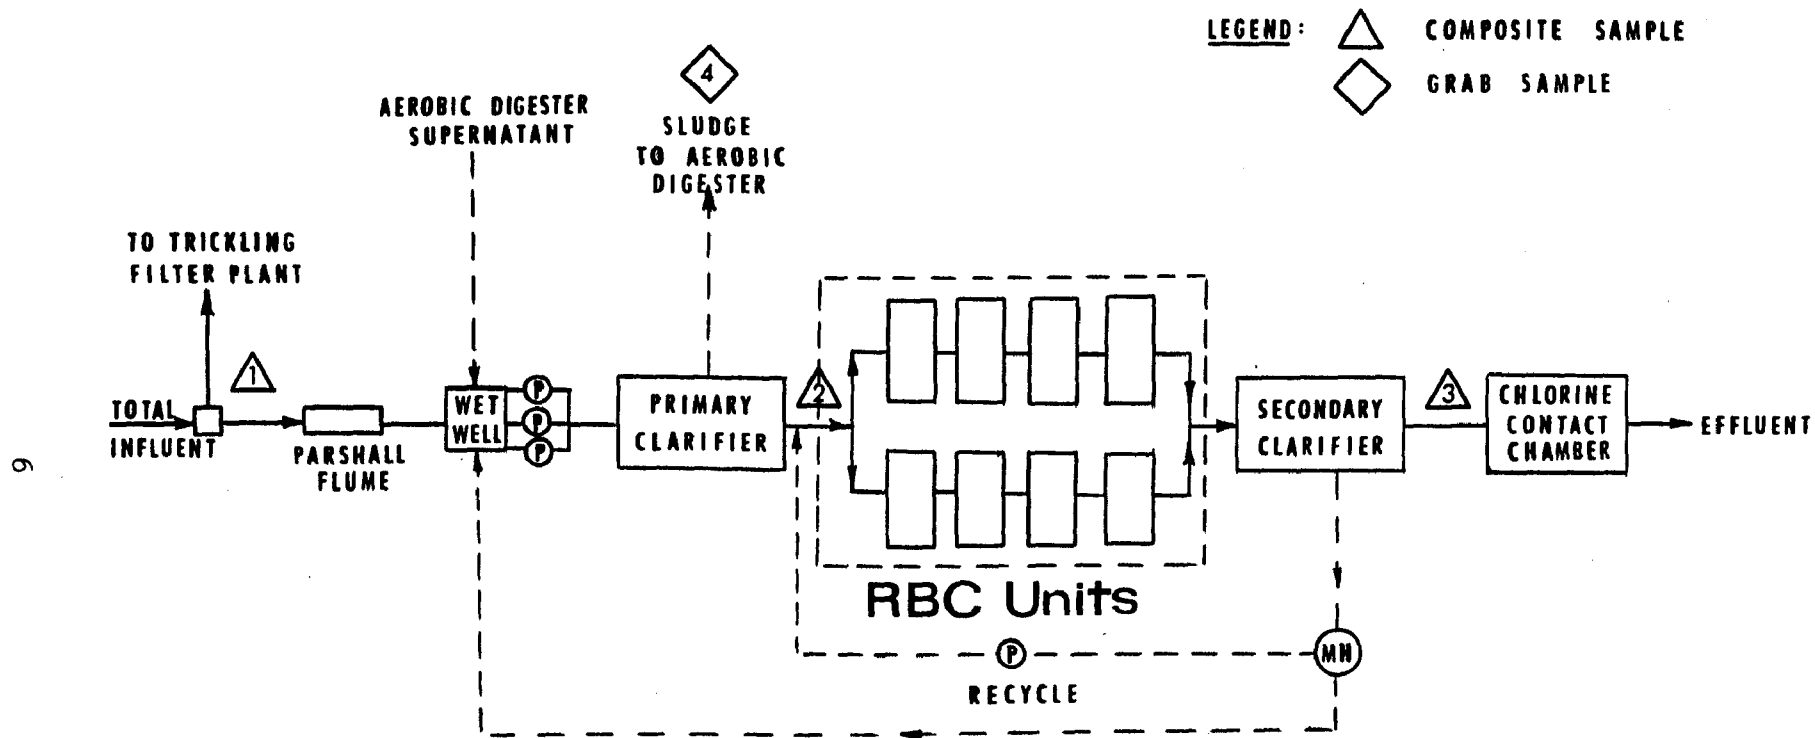 LEGEND: COMPOSITE SAMPLE
GRAB SAMPLE
4
AEROBIC DIGESTER
SUPERNATANT
SLUDGE
TO AEROBIC
DIGESTER
TO TRICKLING
FILTER PLANT
1
TOTAL
INFLUENT
PARSHALL
FLUME
WET
WELL
P
P
P
PRIMARY
CLARIFIER
2
RBC Units
SECONDARY
CLARIFIER
3
CHLORINE
CONTACT
CHAMBER
EFFLUENT
P
MH
RECYCLE
6